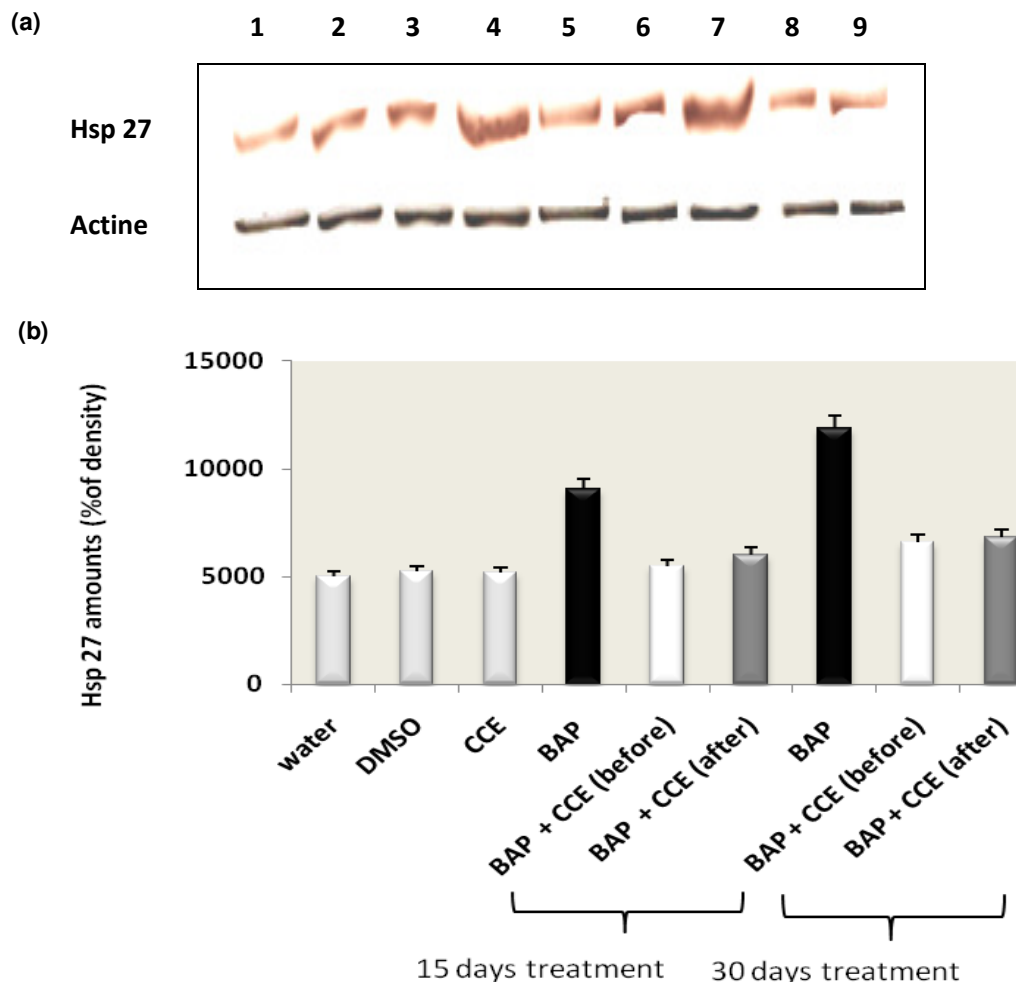 (a)
1 2 3 4 5 6 7 8 9
Hsp 27
Actine
(b)
Hsp 27 amounts (%of density)
15000
10000
5000
0
water
DMSO
CCE
BAP
BAP + CCE (before)
BAP + CCE (after)
BAP
BAP + CCE (before)
BAP + CCE (after)
15 days treatment
30 days treatment